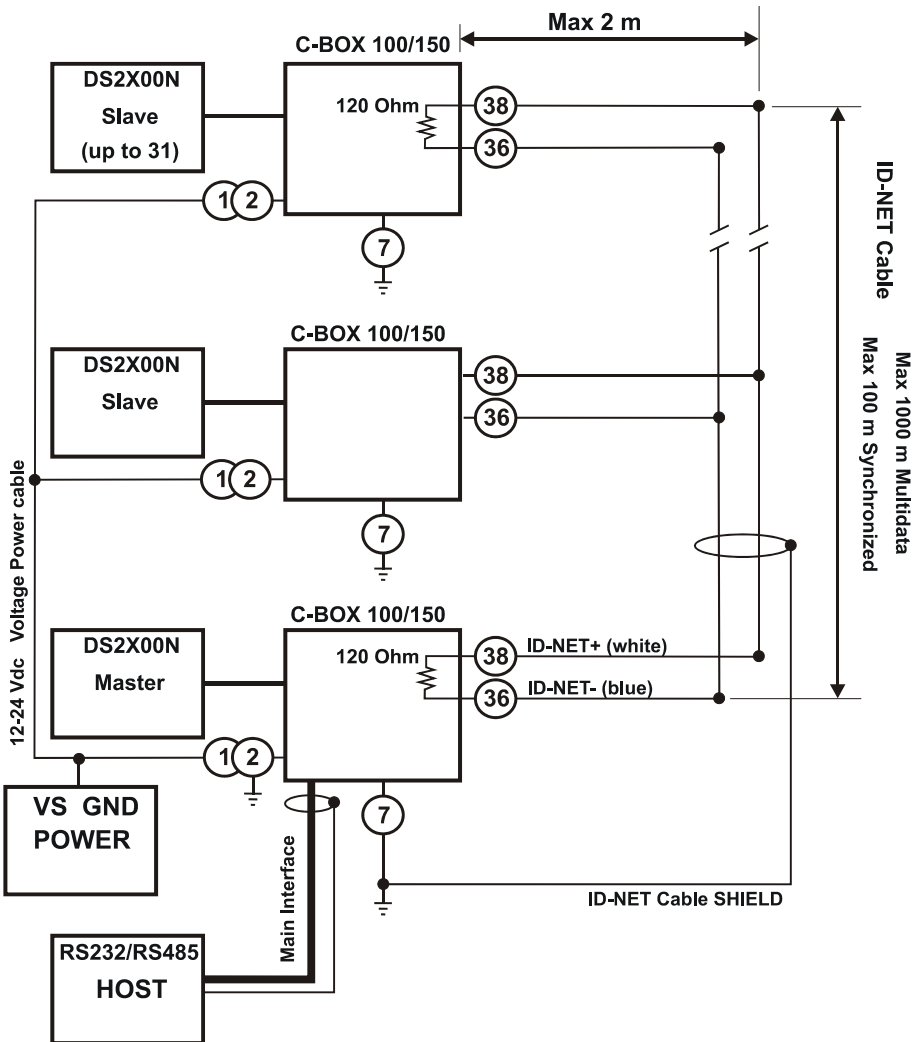 Max 2 m
C-BOX 100/150
DS2X00N
Slave
(up to 31)
120 Ohm
38
36
1 2
7
ID-NET Cable
Max 1000 m Multidata
Max 100 m Synchronized
C-BOX 100/150
DS2X00N
Slave
38
36
1 2
7
12-24 Vdc Voltage Power cable
C-BOX 100/150
DS2X00N
Master
120 Ohm
38
ID-NET+ (white)
36
ID-NET- (blue)
1 2
7
VS GND
POWER
Main Interface
ID-NET Cable SHIELD
RS232/RS485
HOST